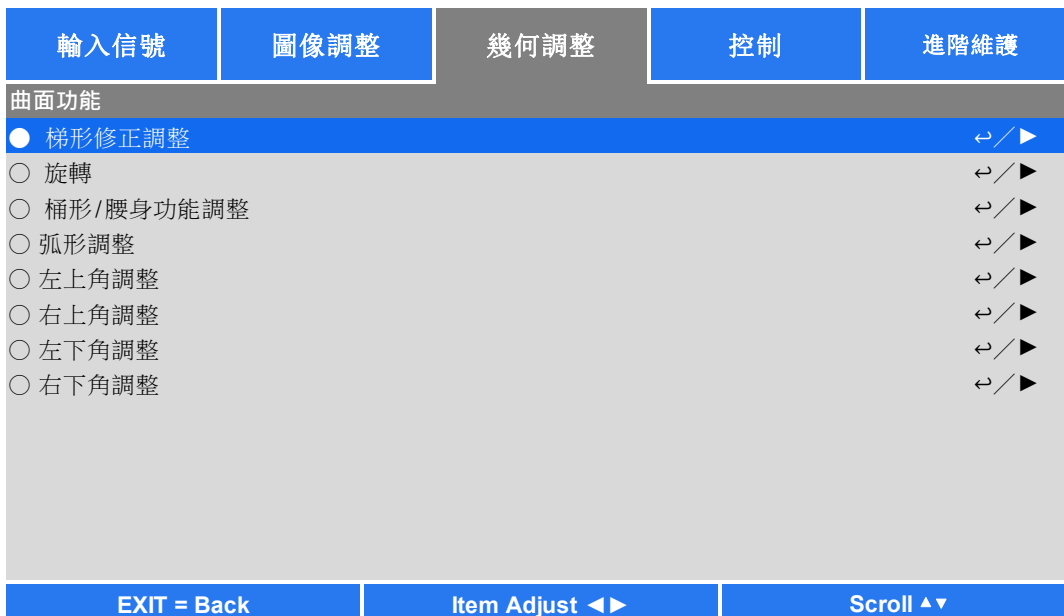 輸入信號 圖像調整 幾何調整 控制 進階維護
曲面功能
● 梯形修正調整 ↩／►
○ 旋轉 ↩／►
○ 桶形/腰身功能調整 ↩／►
○ 弧形調整 ↩／►
○ 左上角調整 ↩／►
○ 右上角調整 ↩／►
○ 左下角調整 ↩／►
○ 右下角調整 ↩／►
EXIT = Back Item Adjust ◄► Scroll ▲▼